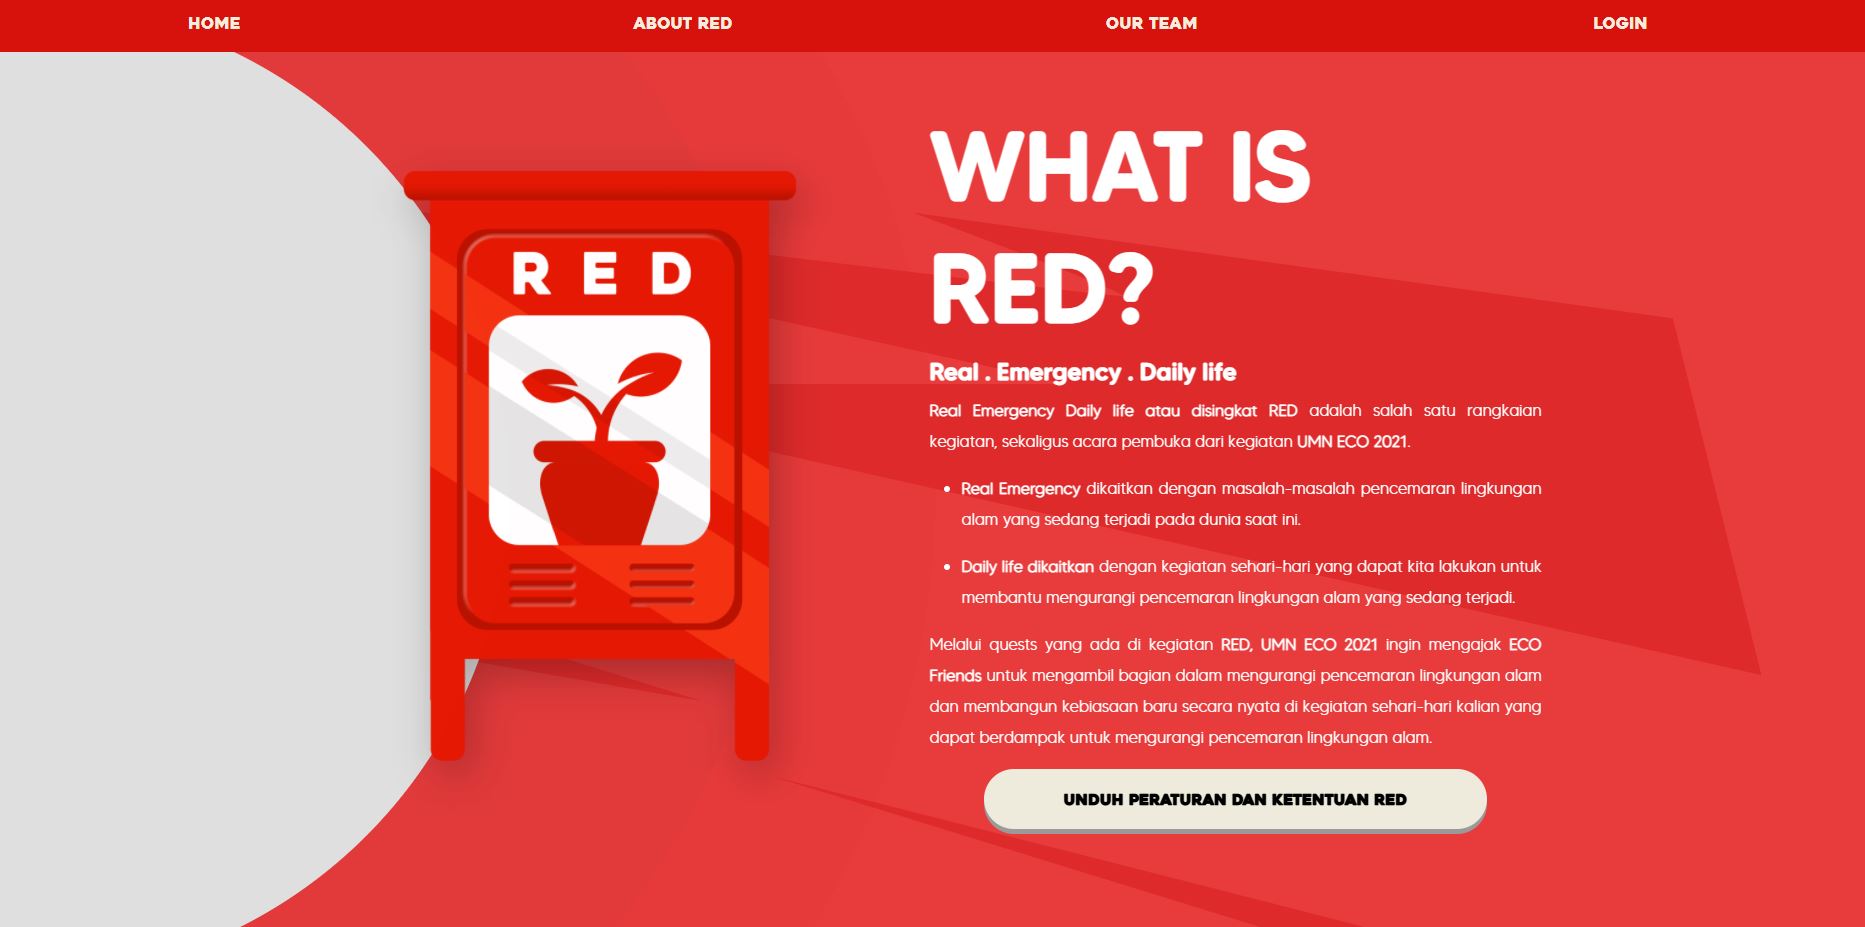 HOME
ABOUT RED
OUR TEAM
LOGIN
RED
WHAT IS
RED?
Real . Emergency . Daily life
Real Emergency Daily life atau disingkat RED adalah salah satu rangkaian
kegiatan, sekaligus acara pembuka dari kegiatan UMN ECO 2021.
• Real Emergency dikaitkan dengan masalah-masalah pencemaran lingkungan
alam yang sedang terjadi pada dunia saat ini.
• Daily life dikaitkan dengan kegiatan sehari-hari yang dapat kita lakukan untuk
membantu mengurangi pencemaran lingkungan alam yang sedang terjadi.
Melalui quests yang ada di kegiatan RED, UMN ECO 2021 ingin mengajak ECO
Friends untuk mengambil bagian dalam mengurangi pencemaran lingkungan alam
dan membangun kebiasaan baru secara nyata di kegiatan sehari-hari kalian yang
dapat berdampak untuk mengurangi pencemaran lingkungan alam.
UNDUH PERATURAN DAN KETENTUAN RED